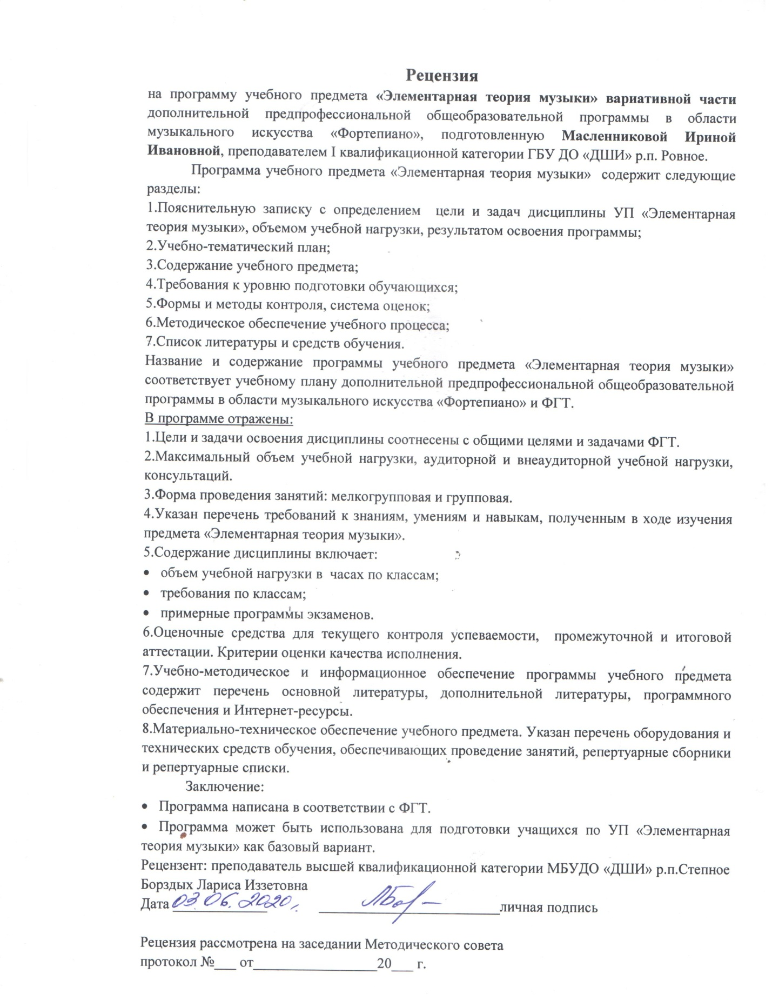 Рецензия
на программу учебного предмета «Элементарная теория музыки» вариативной части
дополнительной предпрофессиональной общеобразовательной программы в области
музыкального искусства «Фортепиано», подготовленную Масленниковой Ириной
Ивановной, преподавателем I квалификационной категории ГБУ ДО «ДШИ» р.п. Ровное.
Программа учебного предмета «Элементарная теория музыки» содержит следующие
разделы:
1.Пояснительную записку с определением цели и задач дисциплины УП «Элементарная
теория музыки», объемом учебной нагрузки, результатом освоения программы;
2.Учебно-тематический план;
3.Содержание учебного предмета;
4.Требования к уровню подготовки обучающихся;
5.Формы и методы контроля, система оценок;
6.Методическое обеспечение учебного процесса;
7.Список литературы и средств обучения.
Название и содержание программы учебного предмета «Элементарная теория музыки»
соответствует учебному плану дополнительной предпрофессиональной общеобразовательной
программы в области музыкального искусства «Фортепиано» и ФГТ.
В программе отражены:
1.Цели и задачи освоения дисциплины соотнесены с общими целями и задачами ФГТ.
2.Максимальный объем учебной нагрузки, аудиторной и внеаудиторной учебной нагрузки,
консультаций.
3.Форма проведения занятий: мелкогрупповая и групповая.
4.Указан перечень требований к знаниям, умениям и навыкам, полученным в ходе изучения
предмета «Элементарная теория музыки».
5.Содержание дисциплины включает:
• объем учебной нагрузки в часах по классам;
• требования по классам;
• примерные программы экзаменов.
6.Оценочные средства для текущего контроля успеваемости, промежуточной и итоговой
аттестации. Критерии оценки качества исполнения.
7.Учебно-методическое и информационное обеспечение программы учебного предмета
содержит перечень основной литературы, дополнительной литературы, программного
обеспечения и Интернет-ресурсы.
8.Материально-техническое обеспечение учебного предмета. Указан перечень оборудования и
технических средств обучения, обеспечивающих проведение занятий, репертуарные сборники
и репертуарные списки.
Заключение:
• Программа написана в соответствии с ФГТ.
• Программа может быть использована для подготовки учащихся по УП «Элементарная
теория музыки» как базовый вариант.
Рецензент: преподаватель высшей квалификационной категории МБУДО «ДШИ» р.п.Степное
Борздых Лариса Иззетовна
Дата 03 06. 2020г. ЛБор личная подпись
Рецензия рассмотрена на заседании Методического совета
протокол №___ от_________________20___ г.